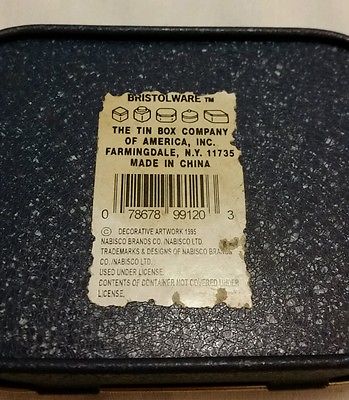 BRISTOLWARE ™
THE TIN BOX COMPANY
OF AMERICA, INC.
FARMINGDALE, N.Y. 11735
MADE IN CHINA
0 78678 99120 3
© DECORATIVE ARTWORK 1995
NABISCO BRANDS CO./NABISCO LTD.
TRADEMARKS & DESIGNS OF NABISCO BRANDS
CO./NABISCO LTD.
USED UNDER LICENSE.
CONTENTS OF CONTAINER NOT COVERED UNDER
LICENSE.